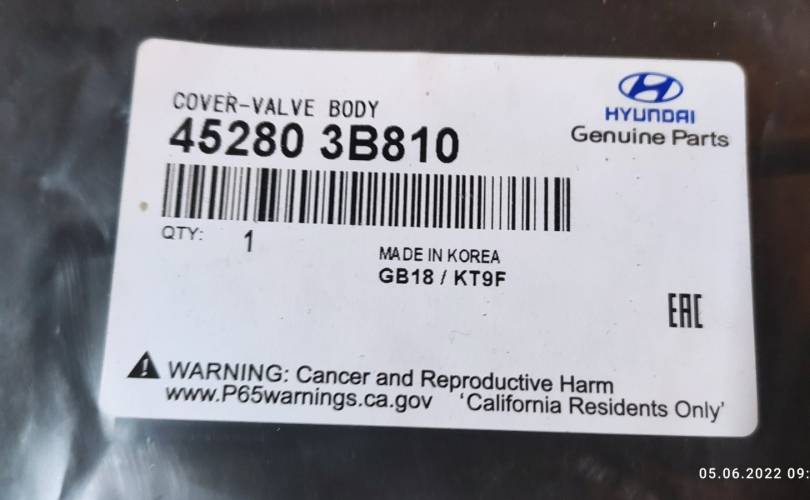 COVER-VALVE BODY
45280 3B810
HYUNDAI
Genuine Parts
QTY: 1
MADE IN KOREA
GB18 / KT9F
EAC
WARNING: Cancer and Reproductive Harm
www.P65warnings.ca.gov 'California Residents Only'
05.06.2022 09: